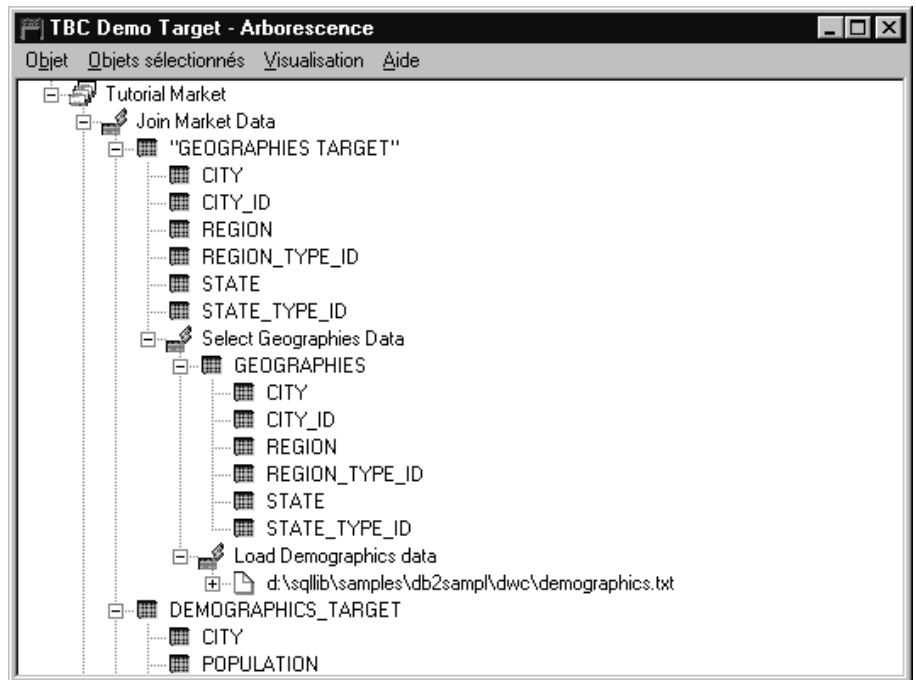 TBC Demo Target - Arborescence
Objet Objets sélectionnés Visualisation Aide
Tutorial Market
Join Market Data
"GEOGRAPHIES TARGET"
CITY
CITY_ID
REGION
REGION_TYPE_ID
STATE
STATE_TYPE_ID
Select Geographies Data
GEOGRAPHIES
CITY
CITY_ID
REGION
REGION_TYPE_ID
STATE
STATE_TYPE_ID
Load Demographics data
d:\sqllib\samples\db2sampl\dwc\demographics.txt
DEMOGRAPHICS_TARGET
CITY
POPULATION